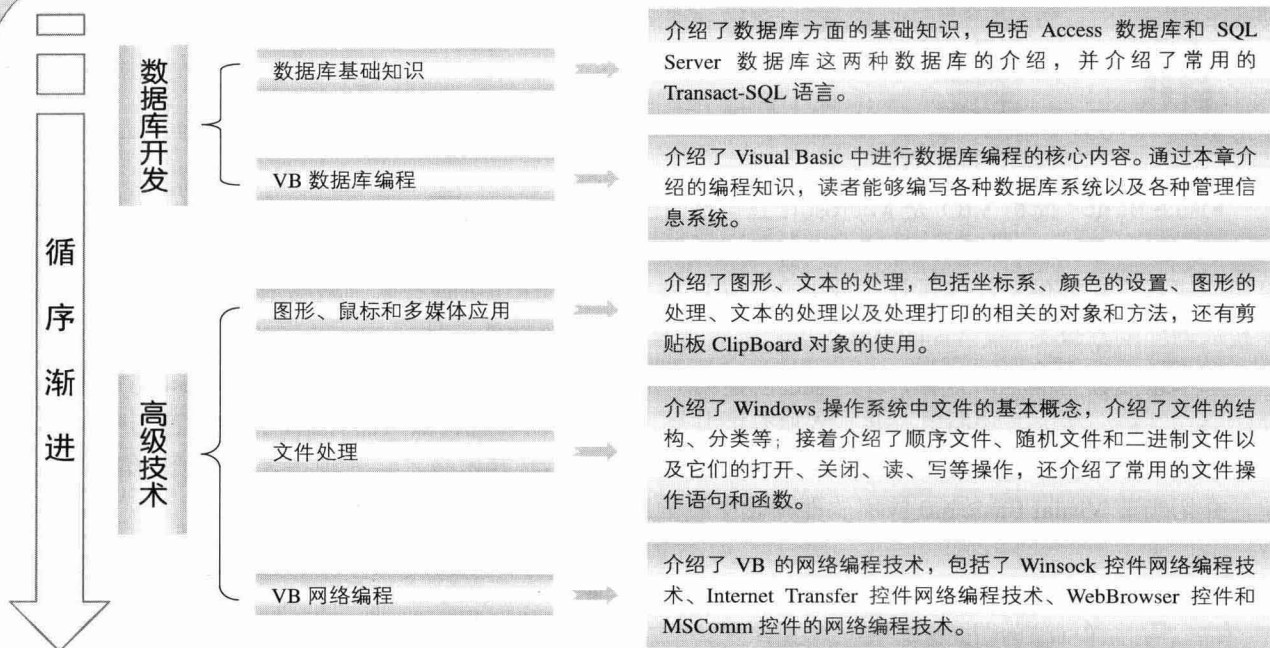 循序渐进
数据库开发
数据库基础知识
介绍了数据库方面的基础知识，包括 Access 数据库和 SQL
Server 数据库这两种数据库的介绍，并介绍了常用的
Transact-SQL 语言。
VB 数据库编程
介绍了 Visual Basic 中进行数据库编程的核心内容。通过本章介
绍的编程知识，读者能够编写各种数据库系统以及各种管理信
息系统。
高级技术
图形、鼠标和多媒体应用
介绍了图形、文本的处理，包括坐标系、颜色的设置、图形的
处理、文本的处理以及处理打印的相关的对象和方法，还有剪
贴板 ClipBoard 对象的使用。
文件处理
介绍了 Windows 操作系统中文件的基本概念，介绍了文件的结
构、分类等；接着介绍了顺序文件、随机文件和二进制文件以
及它们的打开、关闭、读、写等操作，还介绍了常用的文件操
作语句和函数。
VB 网络编程
介绍了 VB 的网络编程技术，包括了 Winsock 控件网络编程技
术、Internet Transfer 控件网络编程技术、WebBrowser 控件和
MSComm 控件的网络编程技术。